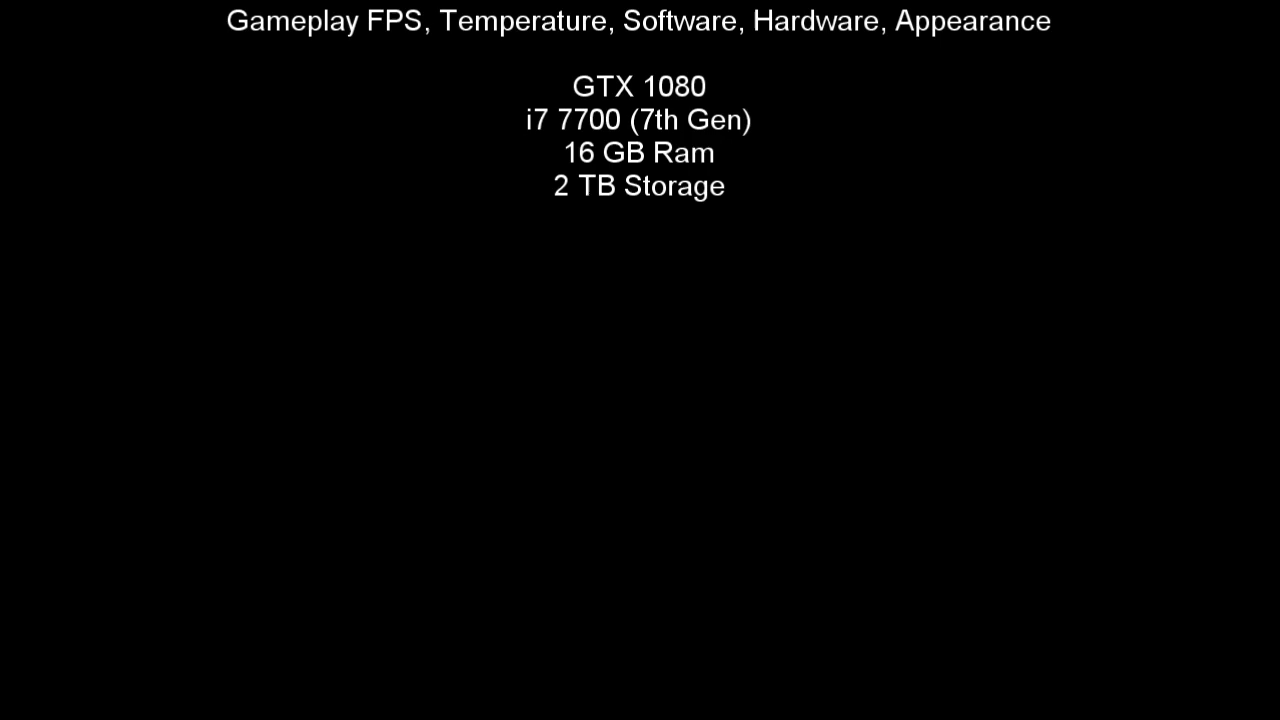 Gameplay FPS, Temperature, Software, Hardware, Appearance
GTX 1080
i7 7700 (7th Gen)
16 GB Ram
2 TB Storage